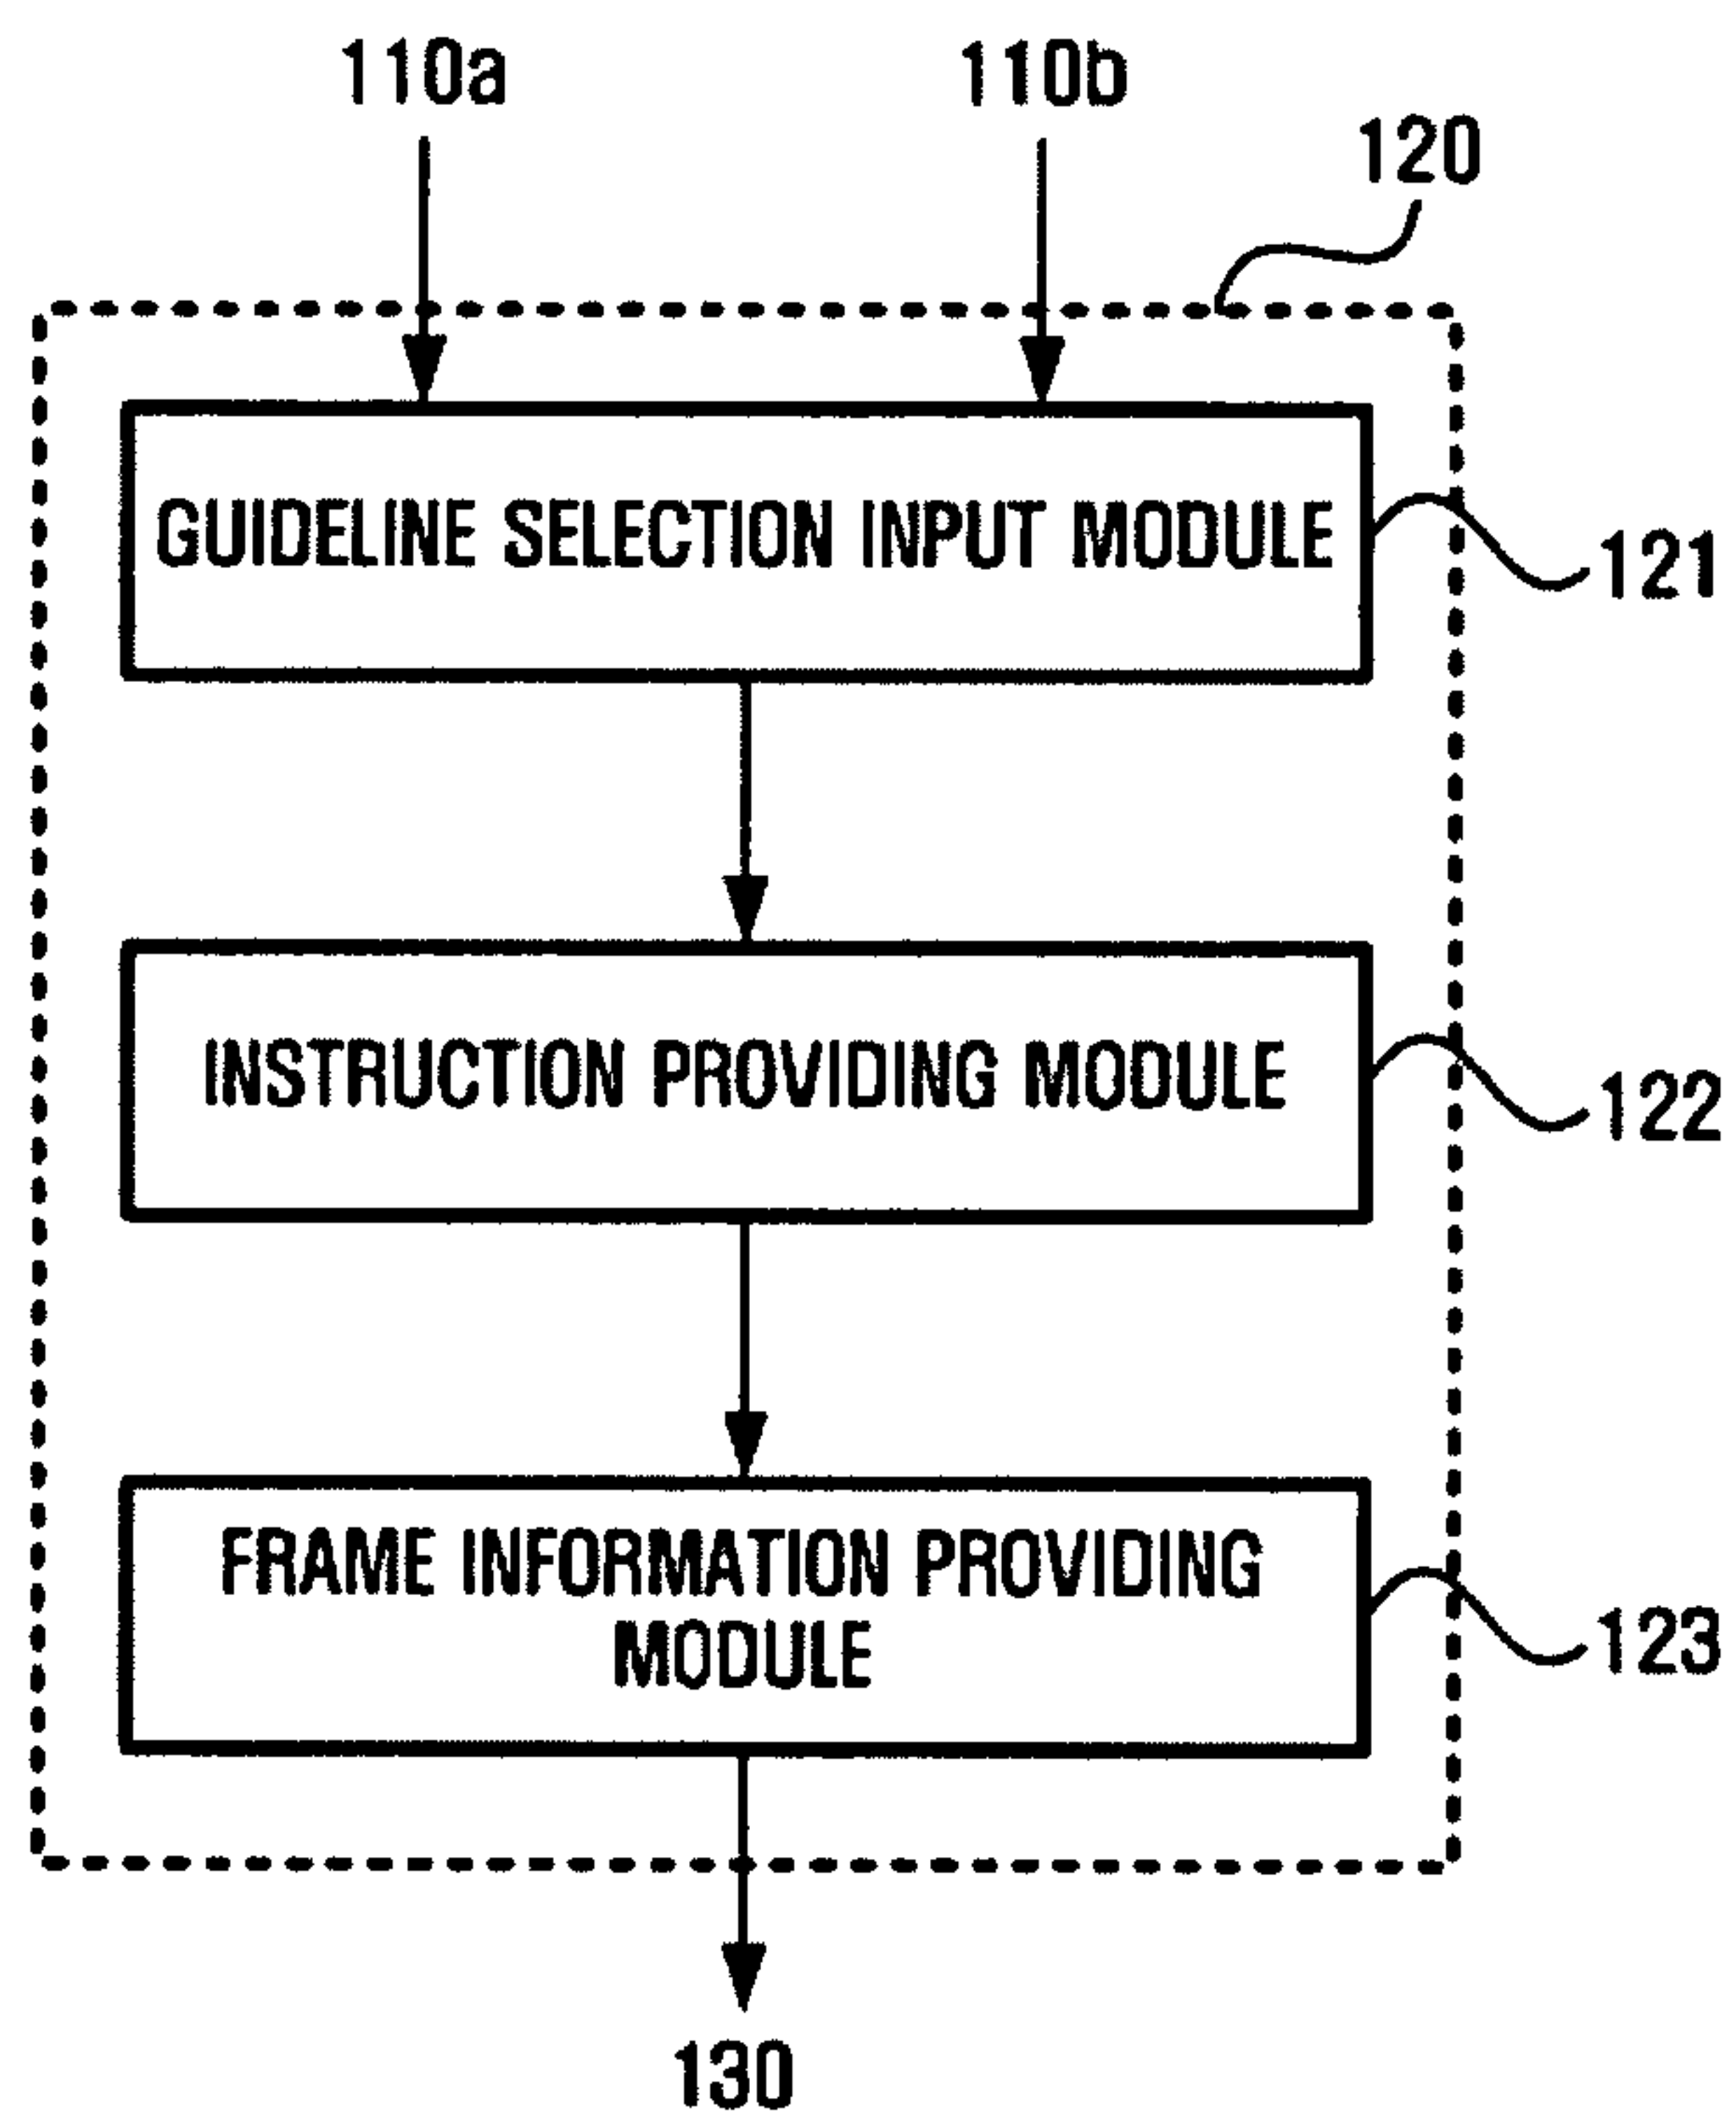 110a
110b
120
GUIDELINE SELECTION INPUT MODULE
121
INSTRUCTION PROVIDING MODULE
122
FRAME INFORMATION PROVIDING
MODULE
123
130